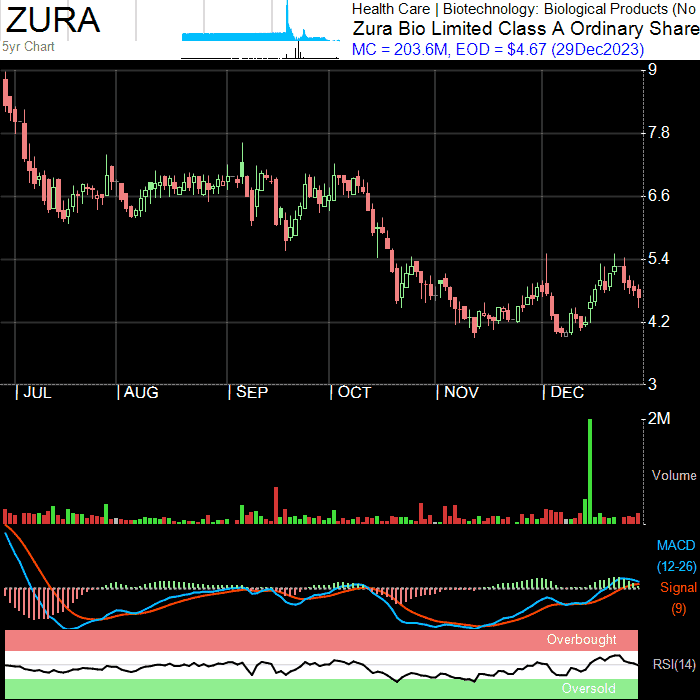 ZURA
5yr Chart
Health Care | Biotechnology: Biological Products (No
Zura Bio Limited Class A Ordinary Share
MC = 203.6M, EOD = $4.67 (29Dec2023)
9
7.8
6.6
5.4
4.2
3
| JUL | AUG | SEP | OCT | NOV | DEC
2M
Volume
MACD
(12-26)
Signal
(9)
Overbought
RSI(14)
Oversold